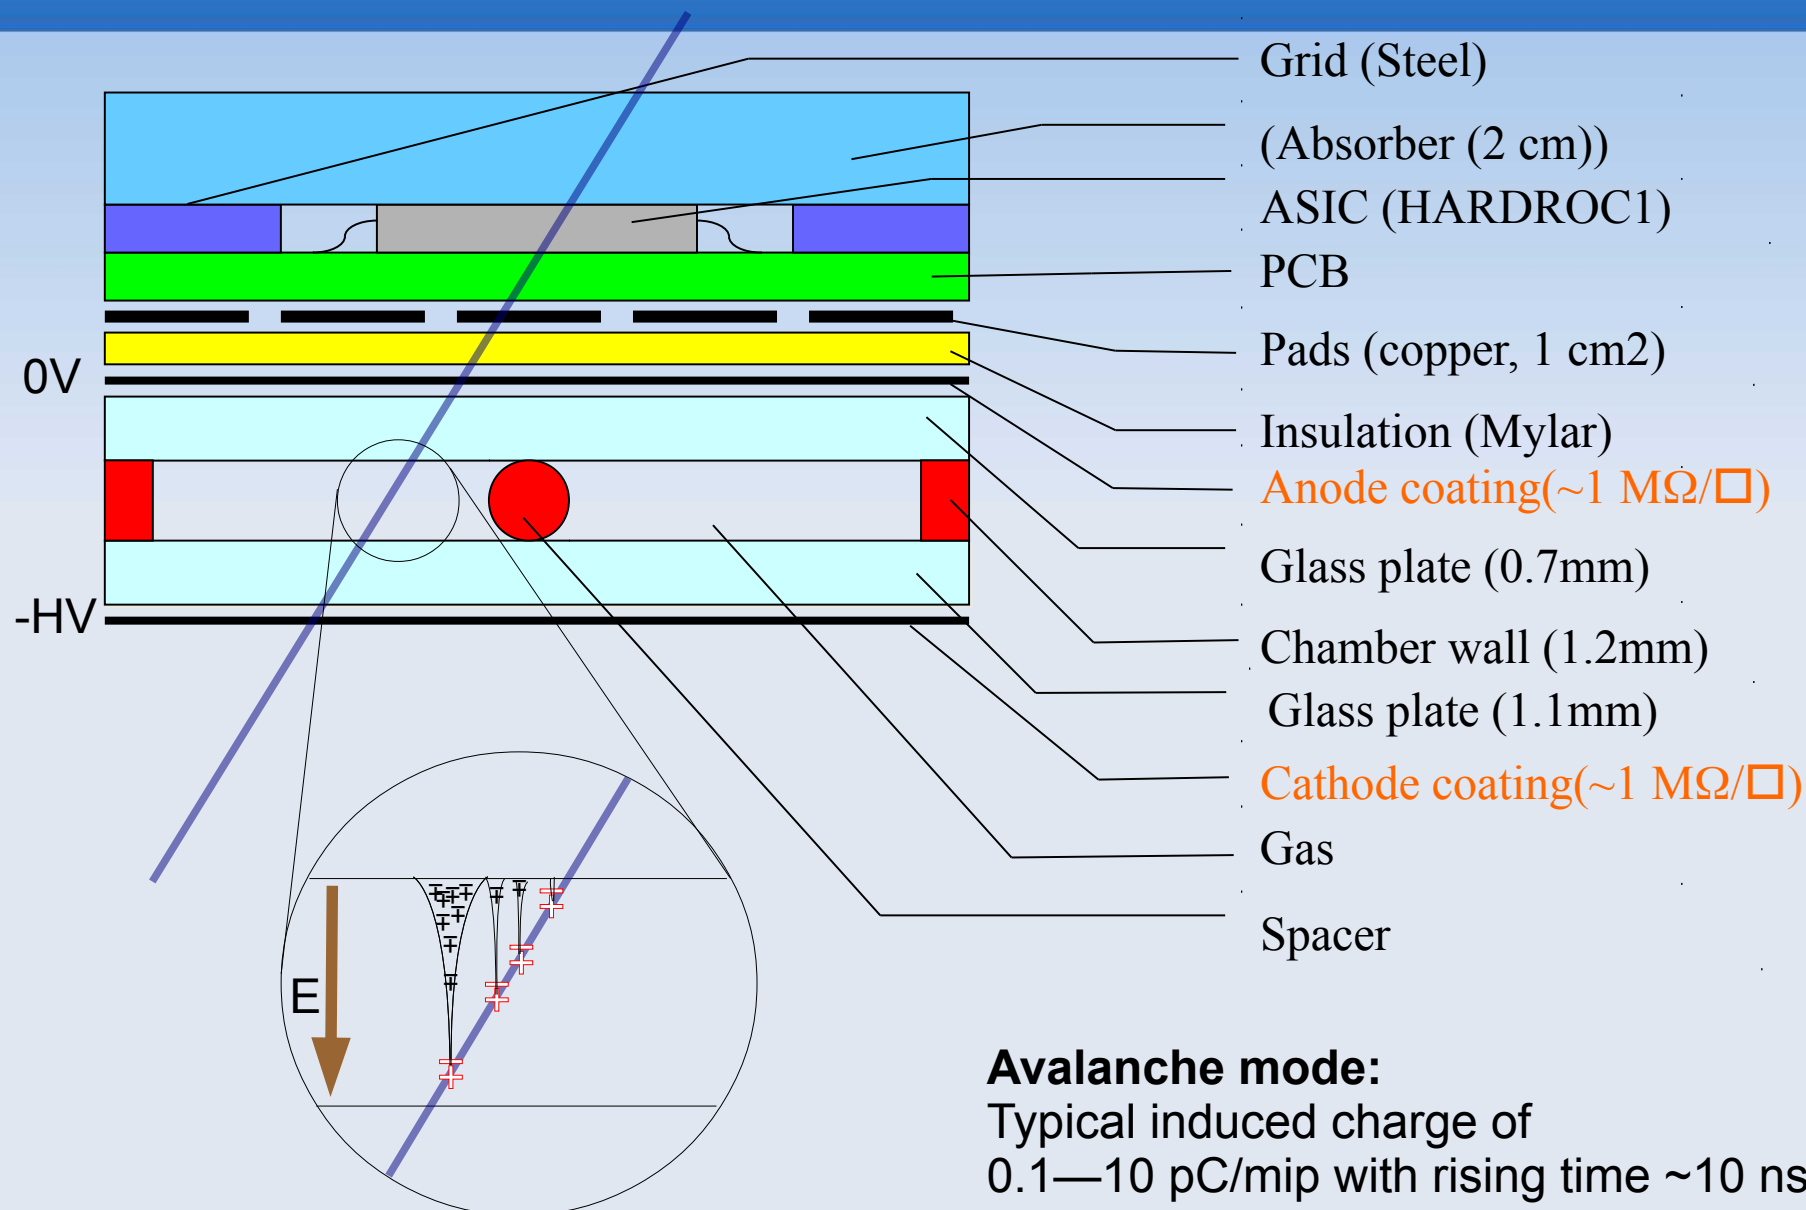 Grid (Steel)
(Absorber (2 cm))
ASIC (HARDROC1)
PCB
Pads (copper, 1 cm2)
0V
Insulation (Mylar)
Anode coating(~1 MΩ/□)
Glass plate (0.7mm)
-HV
Chamber wall (1.2mm)
Glass plate (1.1mm)
Cathode coating(~1 MΩ/□)
Gas
Spacer
E
Avalanche mode:
Typical induced charge of
0.1—10 pC/mip with rising time ~10 ns